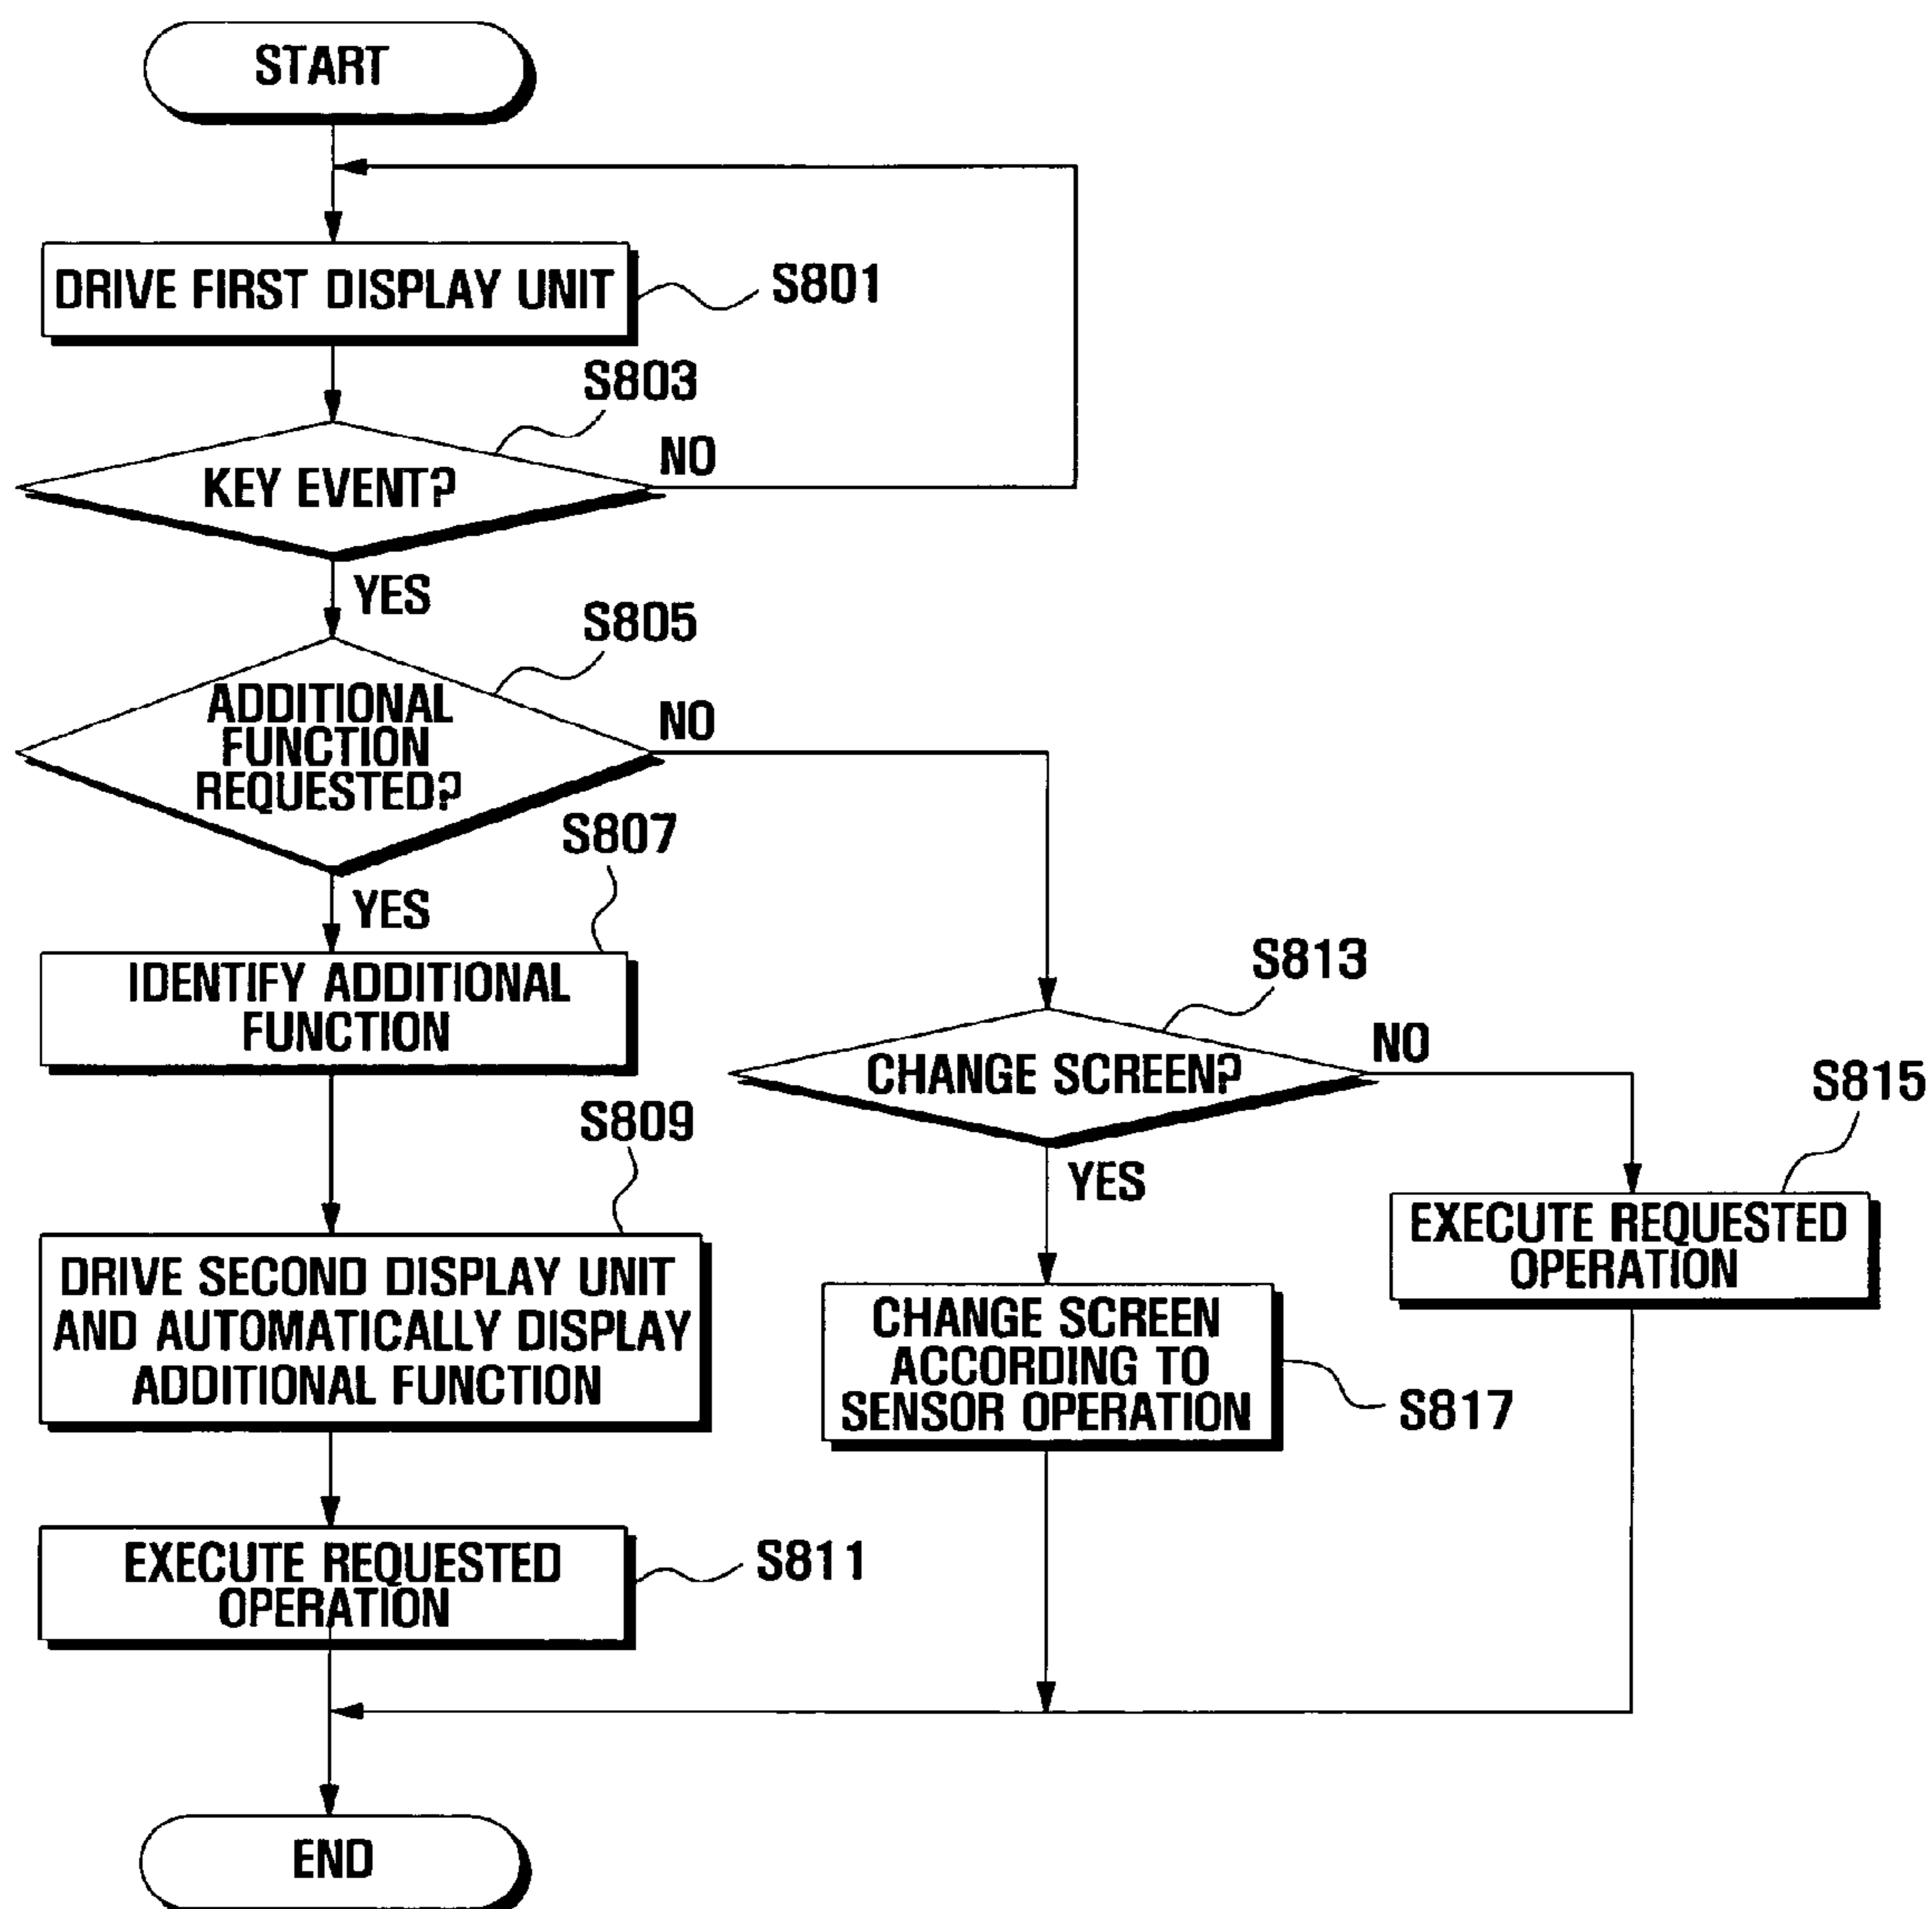 START
DRIVE FIRST DISPLAY UNIT
S801
S803
KEY EVENT?
NO
YES
S805
ADDITIONAL
FUNCTION
REQUESTED?
NO
YES
S807
IDENTIFY ADDITIONAL
FUNCTION
S809
DRIVE SECOND DISPLAY UNIT
AND AUTOMATICALLY DISPLAY
ADDITIONAL FUNCTION
EXECUTE REQUESTED
OPERATION
S811
S813
CHANGE SCREEN?
NO
YES
S815
EXECUTE REQUESTED
OPERATION
CHANGE SCREEN
ACCORDING TO
SENSOR OPERATION
S817
END